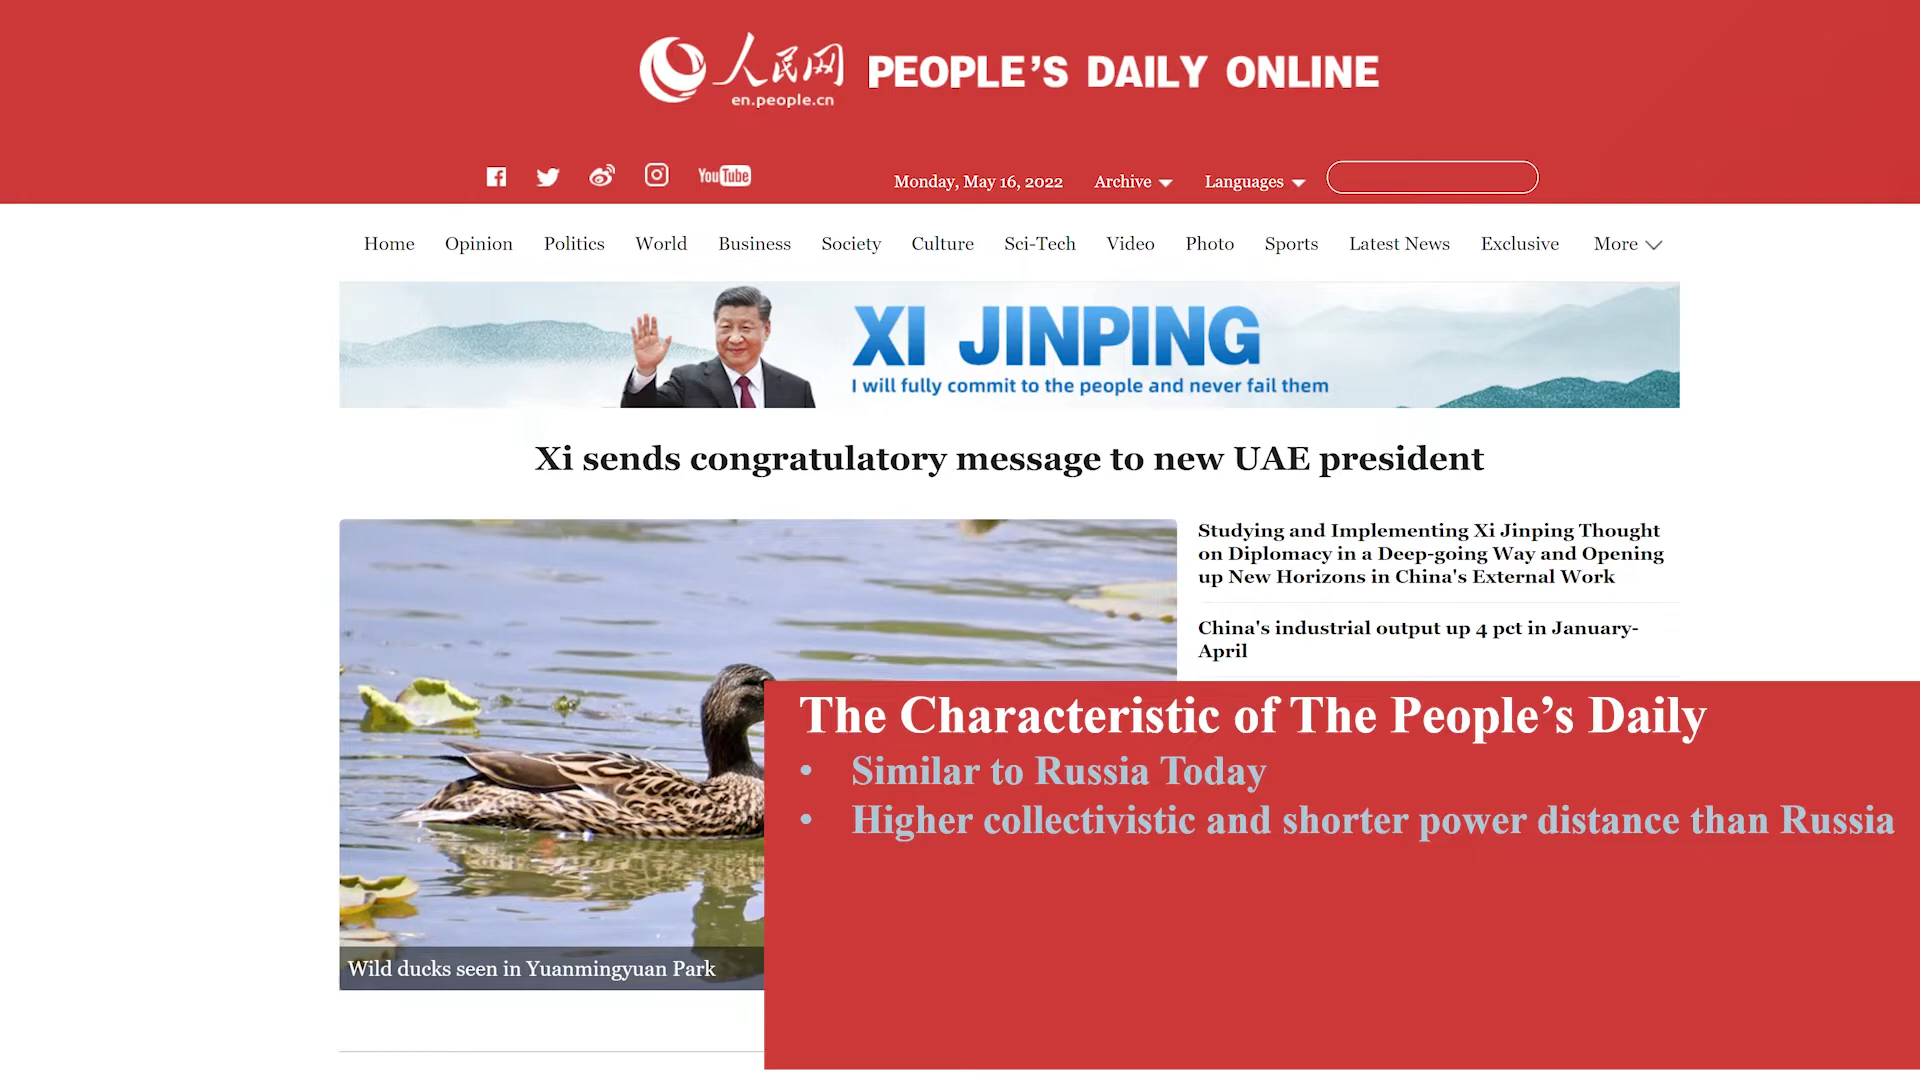 人民网 PEOPLE'S DAILY ONLINE
en.people.cn
YouTube
Monday, May 16, 2022 Archive Languages
Home Opinion Politics World Business Society Culture Sci-Tech Video Photo Sports Latest News Exclusive More
XI JINPING
I will fully commit to the people and never fail them
Xi sends congratulatory message to new UAE president
Studying and Implementing Xi Jinping Thought
on Diplomacy in a Deep-going Way and Opening
up New Horizons in China's External Work
China's industrial output up 4 pct in January-
April
Wild ducks seen in Yuanmingyuan Park
The Characteristic of The People’s Daily
• Similar to Russia Today
• Higher collectivistic and shorter power distance than Russia